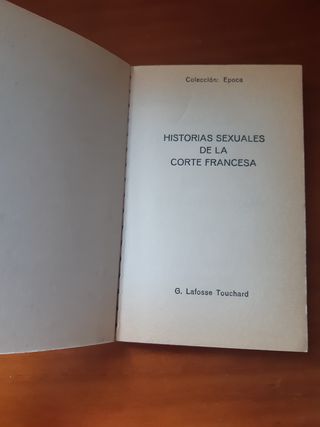 Colección: Epoca
HISTORIAS SEXUALES
DE LA
CORTE FRANCESA
G. Lafosse Touchard